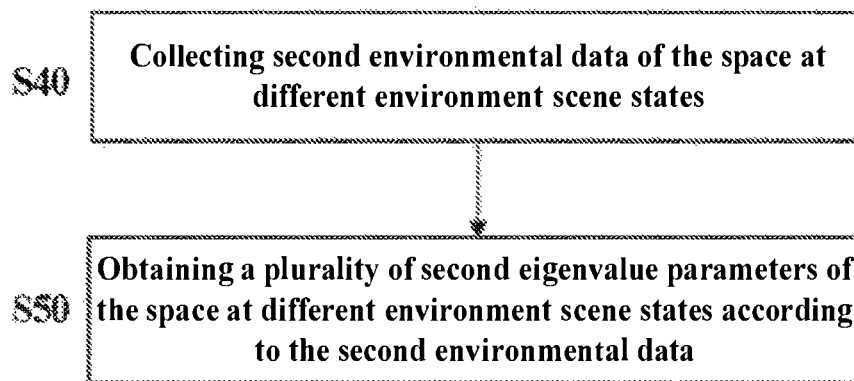 S40
Collecting second environmental data of the space at
different environment scene states
S50
Obtaining a plurality of second eigenvalue parameters of
the space at different environment scene states according
to the second environmental data